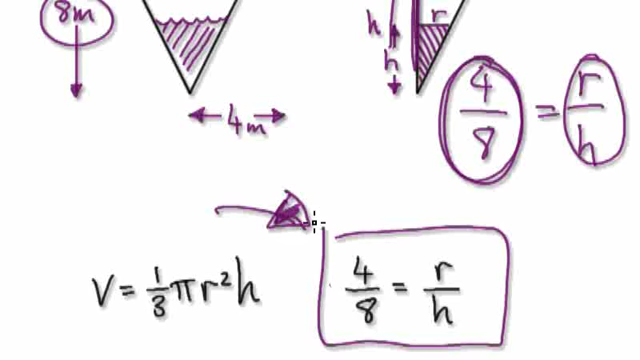 8m
r
h
h
4/8 = r/h
4m
V = 1/3 πr²h
4/8 = r/h